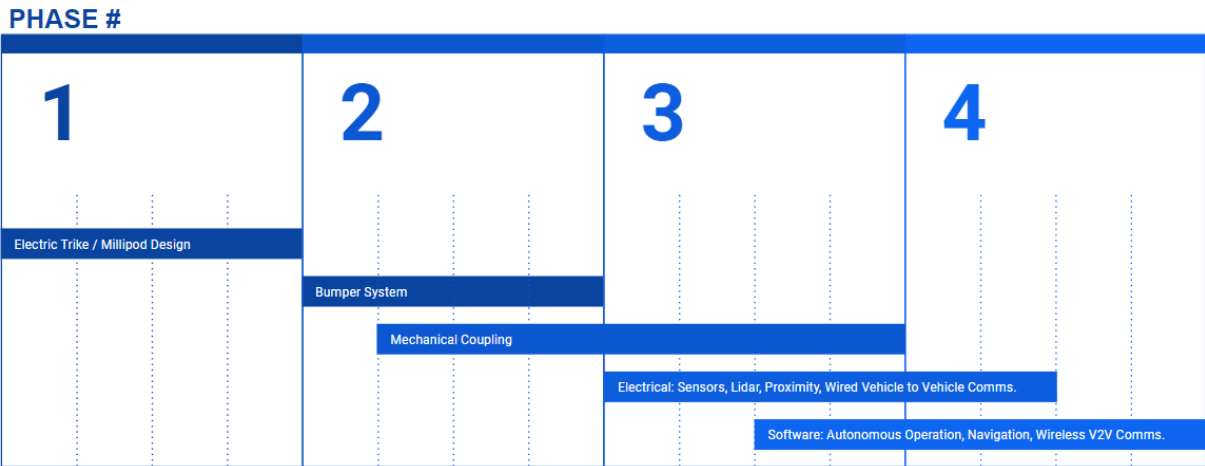 PHASE #
1
2
3
4
Electric Trike / Millipod Design
Bumper System
Mechanical Coupling
Electrical: Sensors, Lidar, Proximity, Wired Vehicle to Vehicle Comms.
Software: Autonomous Operation, Navigation, Wireless V2V Comms.